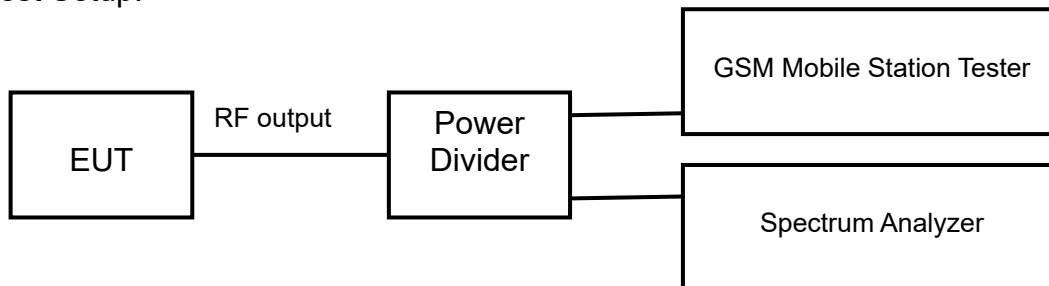 GSM Mobile Station Tester
RF output
EUT
Power
Divider
Spectrum Analyzer